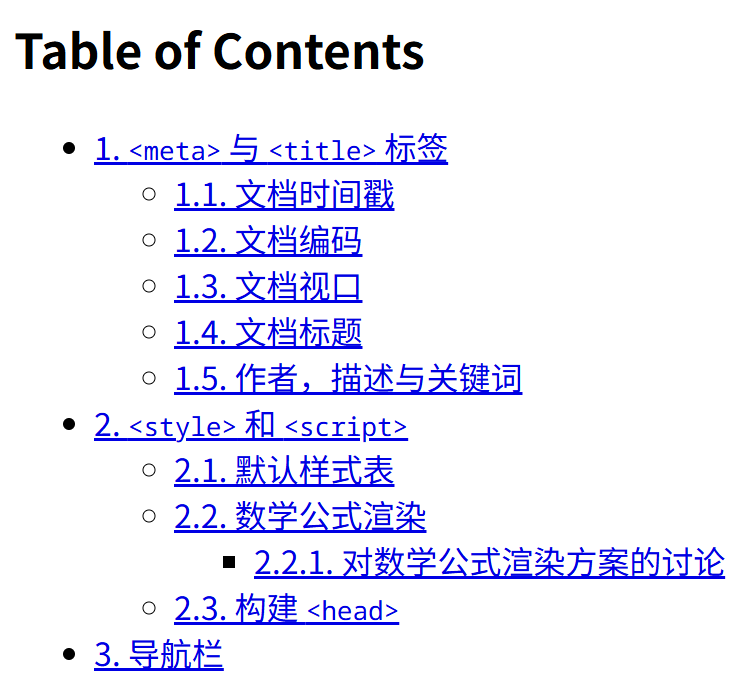 Table of Contents
1. <meta> 与 <title> 标签
1.1. 文档时间戳
1.2. 文档编码
1.3. 文档视口
1.4. 文档标题
1.5. 作者，描述与关键词
2. <style> 和 <script>
2.1. 默认样式表
2.2. 数学公式渲染
2.2.1. 对数学公式渲染方案的讨论
2.3. 构建 <head>
3. 导航栏